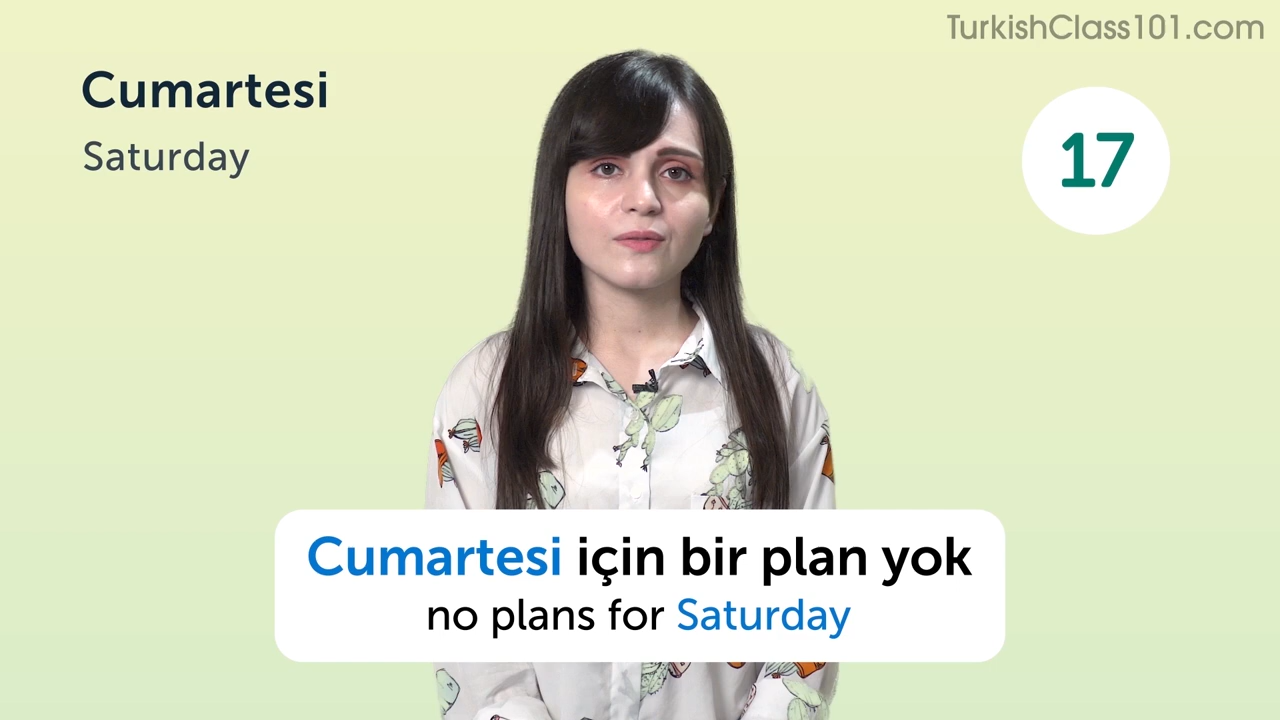 TurkishClass101.com
Cumartesi
Saturday
17
Cumartesi için bir plan yok
no plans for Saturday